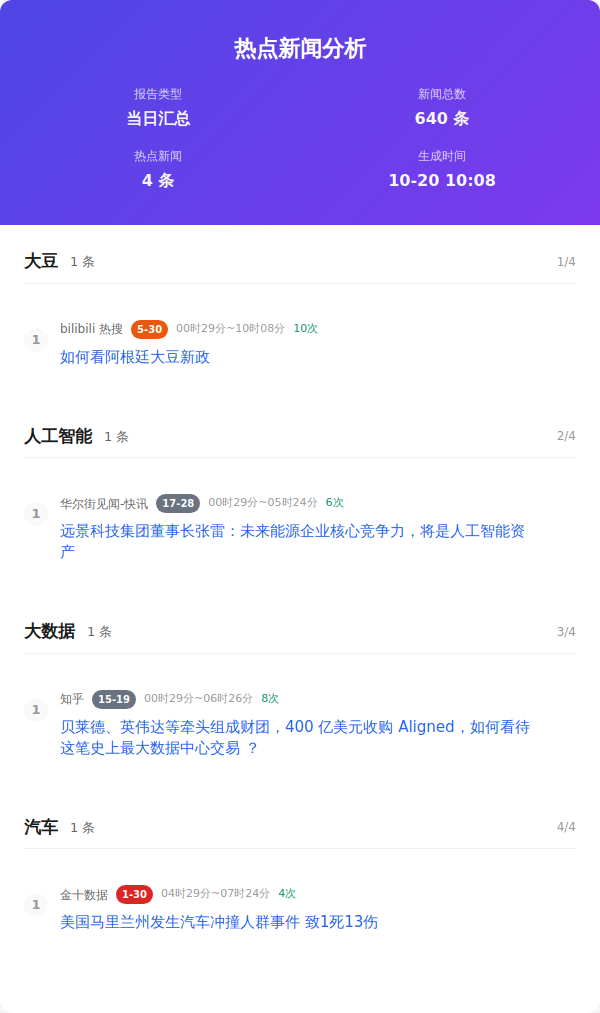 热点新闻分析
报告类型
新闻总数
当日汇总
640 条
热点新闻
生成时间
4 条
10-20 10:08
大豆 1 条 1/4
1 bilibili 热搜 5-30 00时29分~10时08分 10次
如何看阿根廷大豆新政
人工智能 1 条 2/4
1 华尔街见闻-快讯 17-28 00时29分~05时24分 6次
远景科技集团董事长张雷：未来能源企业核心竞争力，将是人工智能资
产
大数据 1 条 3/4
1 知乎 15-19 00时29分~06时26分 8次
贝莱德、英伟达等牵头组成财团，400 亿美元收购 Aligned，如何看待
这笔史上最大数据中心交易 ？
汽车 1 条 4/4
1 金十数据 1-30 04时29分~07时24分 4次
美国马里兰州发生汽车冲撞人群事件 致1死13伤